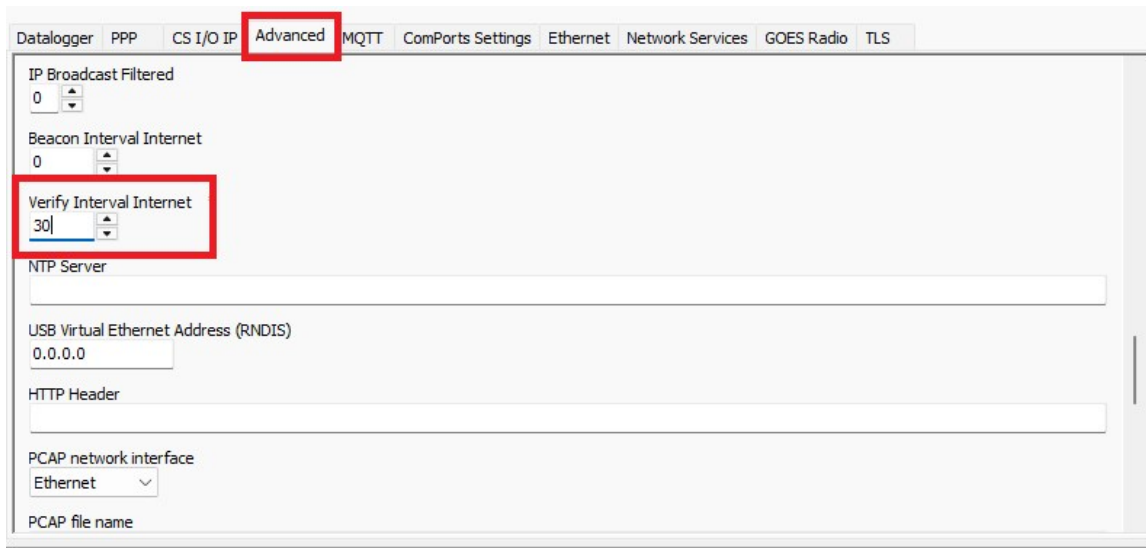 Datalogger PPP CS I/O IP Advanced MQTT ComPorts Settings Ethernet Network Services GOES Radio TLS
IP Broadcast Filtered
0
Beacon Interval Internet
0
Verify Interval Internet
30
NTP Server
USB Virtual Ethernet Address (RNDIS)
0.0.0.0
HTTP Header
PCAP network interface
Ethernet
PCAP file name